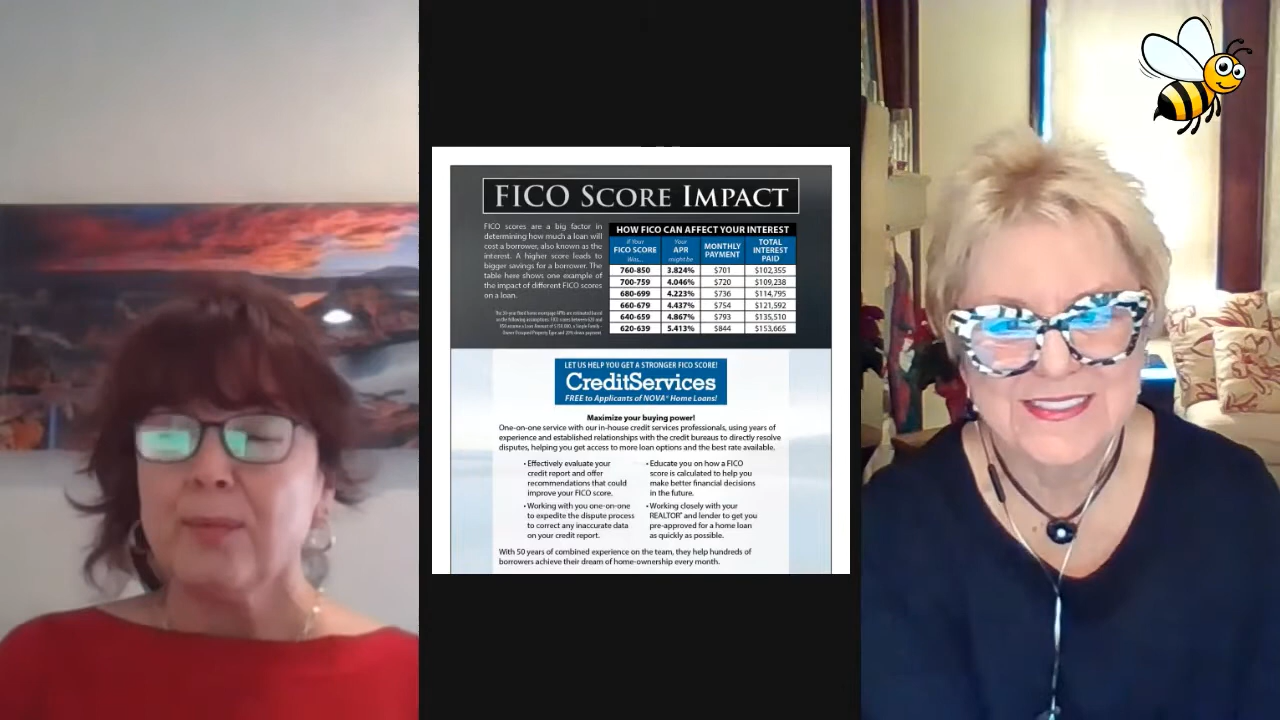 FICO SCORE IMPACT
FICO scores are a big factor in
determining how much a loan will
cost a borrower, also known as the
interest. A higher score leads to
bigger savings for a borrower. The
table here shows one example of
the impact of different FICO scores
on a loan.
HOW FICO CAN AFFECT YOUR INTEREST
If Your FICO SCORE Was... Your APR might be MONTHLY PAYMENT TOTAL INTEREST PAID
760-850 3.824% $701 $102,355
700-759 4.046% $720 $109,238
680-699 4.223% $736 $114,795
660-679 4.437% $754 $121,592
640-659 4.867% $793 $135,510
620-639 5.413% $844 $153,665
LET US HELP YOU GET A STRONGER FICO SCORE!
CreditServices
FREE to Applicants of NOVA® Home Loans!
Maximize your buying power!
One-on-one service with our in-house credit services professionals, using years of
experience and established relationships with the credit bureaus to directly resolve
disputes, helping you get access to more loan options and the best rate available.
• Effectively evaluate your
credit report and offer
recommendations that could
improve your FICO score.
• Working with you one-on-one
to expedite the dispute process
to correct any inaccurate data
on your credit report.
• Educate you on how a FICO
score is calculated to help you
make better financial decisions
in the future.
• Working closely with your
REALTOR® and lender to get you
pre-approved for a home loan
as quickly as possible.
With 50 years of combined experience on the team, they help hundreds of
borrowers achieve their dream of home-ownership every month.